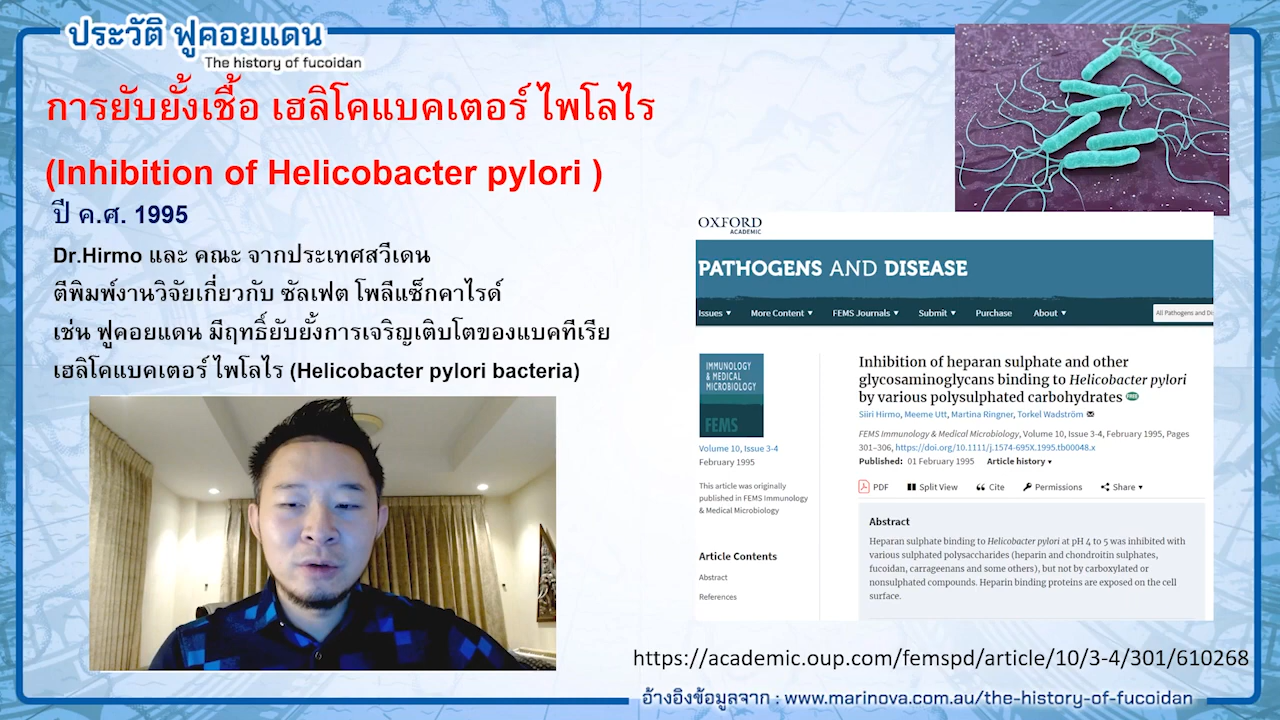 ประวัติ ฟูคอยแดน
The history of fucoidan
การยับยั้งเชื้อ เฮลิโคแบคเตอร์ ไพโลไร
(Inhibition of Helicobacter pylori )
ปี ค.ศ. 1995
Dr.Hirmo และ คณะ จากประเทศสวีเดน
ตีพิมพ์งานวิจัยเกี่ยวกับ ซัลเฟต โพลีแซ็กคาไรด์
เช่น ฟูคอยแดน มีฤทธิ์ยับยั้งการเจริญเติบโตของแบคทีเรีย
เฮลิโคแบคเตอร์ ไพโลไร (Helicobacter pylori bacteria)
OXFORD
ACADEMIC
PATHOGENS AND DISEASE
Issues ▼ More Content ▼ FEMS Journals ▼ Submit ▼ Purchase About ▼ All Pathogens and
IMMUNOLOGY
& MEDICAL
MICROBIOLOGY
FEMS
Volume 10, Issue 3-4
February 1995
This article was originally
published in FEMS Immunology
& Medical Microbiology
Article Contents
Abstract
References
Inhibition of heparan sulphate and other
glycosaminoglycans binding to Helicobacter pylori
by various polysulphated carbohydrates FREE
Siiri Hirmo, Meeme Utt, Martina Ringner, Torkel Wadström
FEMS Immunology & Medical Microbiology, Volume 10, Issue 3-4, February 1995, Pages
301–306, https://doi.org/10.1111/j.1574-695X.1995.tb00048.x
Published: 01 February 1995 Article history ▼
PDF Split View Cite Permissions Share ▼
Abstract
Heparan sulphate binding to Helicobacter pylori at pH 4 to 5 was inhibited with
various sulphated polysaccharides (heparin and chondroitin sulphates,
fucoidan, carrageenans and some others), but not by carboxylated or
nonsulphated compounds. Heparin binding proteins are exposed on the cell
surface.
https://academic.oup.com/femspd/article/10/3-4/301/610268
อ้างอิงข้อมูลจาก : www.marinova.com.au/the-history-of-fucoidan